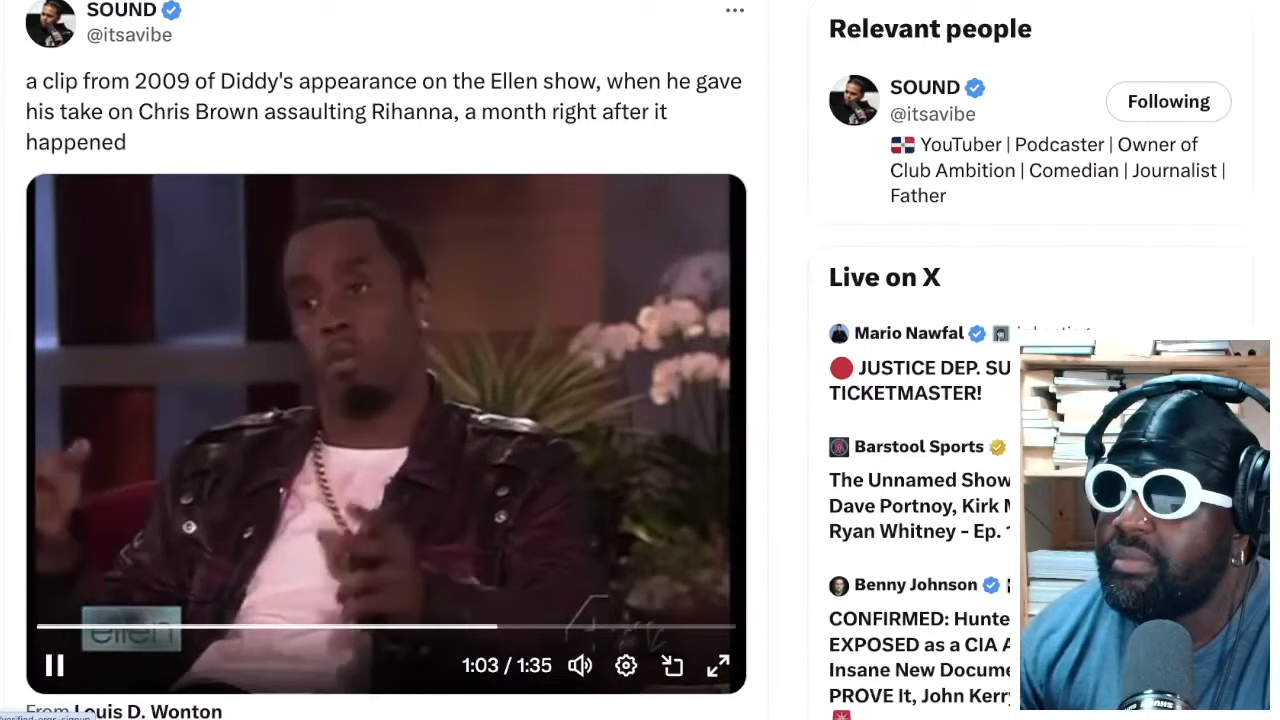 SOUND
@itsavibe
a clip from 2009 of Diddy's appearance on the Ellen show, when he gave
his take on Chris Brown assaulting Rihanna, a month right after it
happened
ellen
1:03 / 1:35
From Louis D. Wonton
Relevant people
SOUND
@itsavibe
Following
YouTuber | Podcaster | Owner of
Club Ambition | Comedian | Journalist |
Father
Live on X
Mario Nawfal
JUSTICE DEP. SU
TICKETMASTER!
Barstool Sports
The Unnamed Show
Dave Portnoy, Kirk
Ryan Whitney - Ep.
Benny Johnson
CONFIRMED: Hunte
EXPOSED as a CIA
Insane New Docume
PROVE It, John Kerry